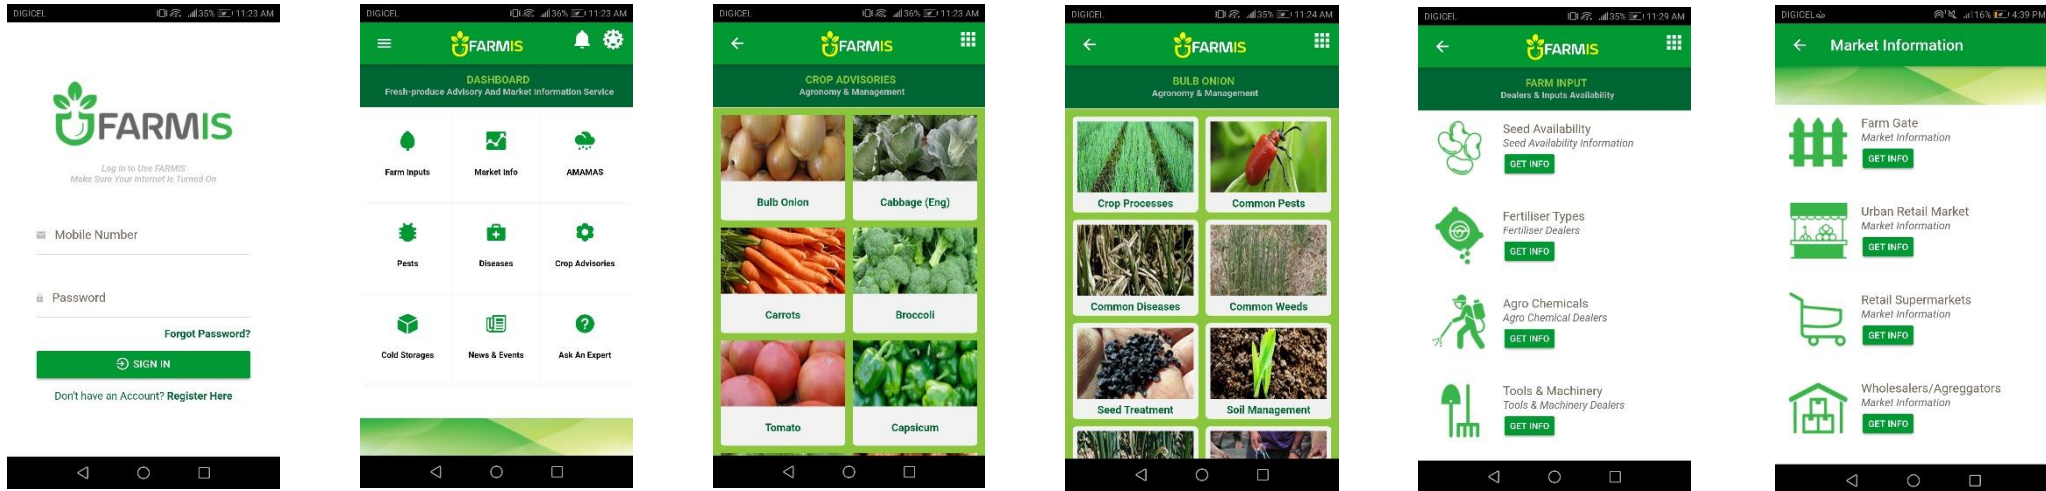 DIGICEL 35% 11:23 AM
FARMIS
Log In to Use FARMIS
Make Sure Your Internet Is Turned On
Mobile Number
Password
Forgot Password?
SIGN IN
Don't have an Account? Register Here
DIGICEL 36% 11:23 AM
FARMIS
DASHBOARD
Fresh-produce Advisory And Market Information Service
Farm Inputs
Market Info
AMAMAS
Pests
Diseases
Crop Advisories
Cold Storages
News & Events
Ask An Expert
DIGICEL 36% 11:23 AM
FARMIS
CROP ADVISORIES
Agronomy & Management
Bulb Onion
Cabbage (Eng)
Carrots
Broccoli
Tomato
Capsicum
DIGICEL 35% 11:24 AM
FARMIS
BULB ONION
Agronomy & Management
Crop Processes
Common Pests
Common Diseases
Common Weeds
Seed Treatment
Soil Management
DIGICEL 35% 11:29 AM
FARMIS
FARM INPUT
Dealers & Inputs Availability
Seed Availability
Seed Availability Information
GET INFO
Fertiliser Types
Fertiliser Dealers
GET INFO
Agro Chemicals
Agro Chemical Dealers
GET INFO
Tools & Machinery
Tools & Machinery Dealers
GET INFO
DIGICEL 16% 4:39 PM
Market Information
Farm Gate
Market Information
GET INFO
Urban Retail Market
Market Information
GET INFO
Retail Supermarkets
Market Information
GET INFO
Wholesalers/Agreggators
Market Information
GET INFO